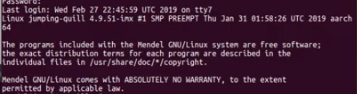 Password:
Last login: Wed Feb 27 22:45:59 UTC 2019 on tty7
Linux jumping-quill 4.9.51-imx #1 SMP PREEMPT Thu Jan 31 01:58:26 UTC 2019 aarch
64
The programs included with the Mendel GNU/Linux system are free software;
the exact distribution terms for each program are described in the
individual files in /usr/share/doc/*/copyright.
Mendel GNU/Linux comes with ABSOLUTELY NO WARRANTY, to the extent
permitted by applicable law.